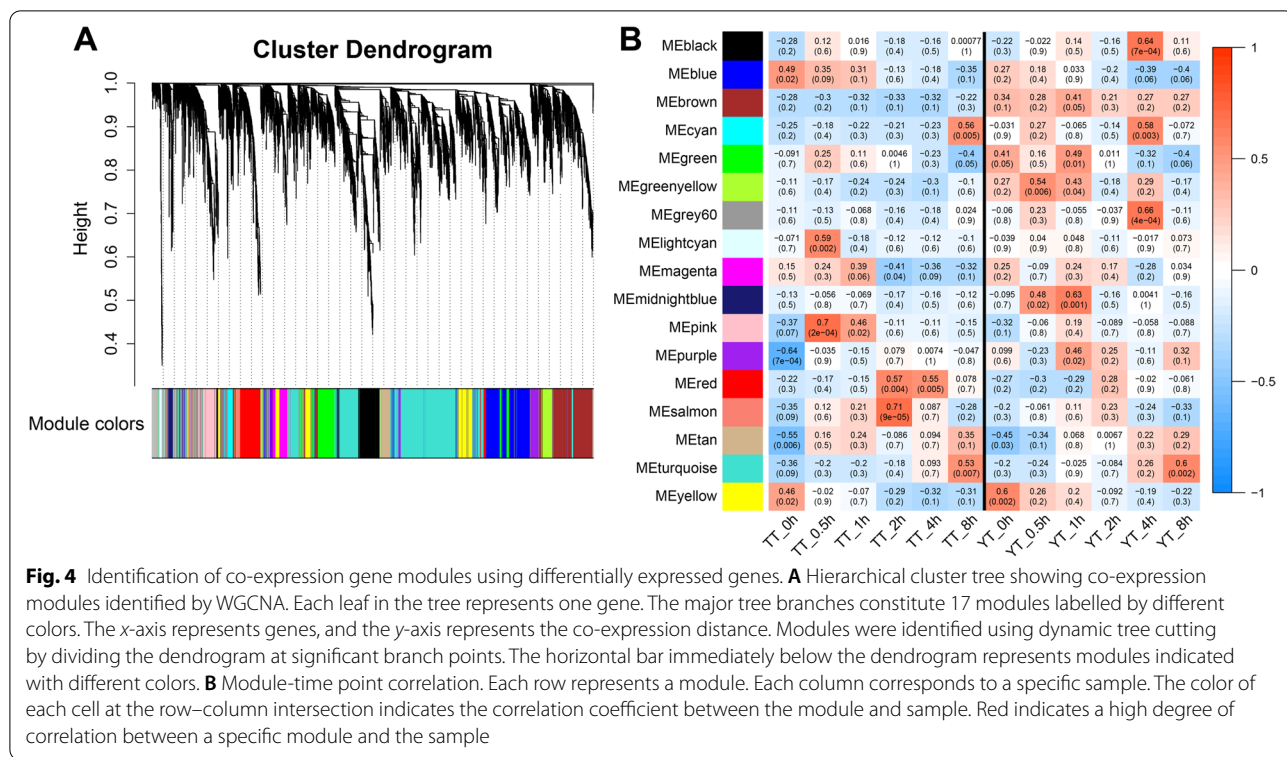 A
Cluster Dendrogram
Height
1.0
0.9
0.8
0.7
0.6
0.5
0.4
Module colors
B
MEblack −0.28 0.12 0.016 −0.18 −0.16 0.00077 −0.22 −0.022 0.14 −0.16 0.64 0.11
(0.2) (0.6) (0.9) (0.4) (0.5) (1) (0.3) (0.9) (0.5) (0.5) (7e−04) (0.6)
MEblue 0.49 0.35 0.31 −0.13 −0.18 −0.35 0.27 0.18 0.033 −0.2 −0.39 −0.4
(0.02) (0.09) (0.1) (0.6) (0.4) (0.1) (0.2) (0.4) (0.9) (0.4) (0.06) (0.06)
MEbrown −0.28 −0.3 −0.32 −0.33 −0.32 −0.22 0.34 0.28 0.41 0.21 0.27 0.27
(0.2) (0.2) (0.1) (0.1) (0.1) (0.3) (0.1) (0.2) (0.05) (0.3) (0.2) (0.2)
MEcyan −0.25 −0.18 −0.22 −0.21 −0.23 0.56 −0.031 0.27 −0.065 −0.14 0.58 −0.072
(0.2) (0.4) (0.3) (0.3) (0.3) (0.005) (0.9) (0.2) (0.8) (0.5) (0.003) (0.7)
MEgreen −0.091 0.25 0.11 0.0046 −0.23 −0.4 0.41 0.16 0.49 0.011 −0.32 −0.4
(0.7) (0.2) (0.6) (1) (0.3) (0.05) (0.05) (0.5) (0.01) (1) (0.1) (0.06)
MEgreenyellow −0.11 −0.17 −0.24 −0.24 −0.3 −0.1 0.27 0.54 0.43 −0.18 0.29 −0.17
(0.6) (0.4) (0.2) (0.3) (0.1) (0.6) (0.2) (0.006) (0.04) (0.4) (0.2) (0.4)
MEgrey60 −0.11 −0.13 −0.068 −0.16 −0.18 0.024 −0.06 0.23 −0.055 −0.037 0.66 −0.11
(0.6) (0.5) (0.8) (0.4) (0.4) (0.9) (0.8) (0.3) (0.8) (0.9) (4e−04) (0.6)
MElightcyan −0.071 0.59 −0.18 −0.12 −0.12 −0.1 −0.039 0.04 0.048 −0.11 −0.017 0.073
(0.7) (0.002) (0.4) (0.6) (0.6) (0.6) (0.9) (0.9) (0.8) (0.6) (0.9) (0.7)
MEmagenta 0.15 0.24 0.39 −0.41 −0.36 −0.32 0.25 −0.09 0.24 0.17 −0.28 0.034
(0.5) (0.3) (0.06) (0.04) (0.09) (0.1) (0.2) (0.7) (0.3) (0.4) (0.2) (0.9)
MEmidnightblue −0.13 −0.056 −0.069 −0.17 −0.16 −0.12 −0.095 0.48 0.63 −0.16 0.0041 −0.16
(0.5) (0.8) (0.7) (0.4) (0.5) (0.6) (0.7) (0.02) (0.001) (0.5) (1) (0.5)
MEpink −0.37 0.7 0.46 −0.11 −0.11 −0.15 −0.32 −0.06 0.19 −0.089 −0.058 −0.088
(0.07) (2e−04) (0.02) (0.6) (0.6) (0.5) (0.1) (0.8) (0.4) (0.7) (0.8) (0.7)
MEpurple −0.64 −0.035 −0.15 0.079 0.0074 −0.047 0.099 −0.23 0.46 0.25 −0.11 0.32
(7e−04) (0.9) (0.5) (0.7) (1) (0.8) (0.6) (0.3) (0.02) (0.2) (0.6) (0.1)
MEred −0.22 −0.17 −0.15 0.57 0.55 0.078 −0.27 −0.3 −0.29 0.28 −0.02 −0.061
(0.3) (0.4) (0.5) (0.004) (0.005) (0.7) (0.2) (0.2) (0.2) (0.2) (0.9) (0.8)
MEsalmon −0.35 0.12 0.21 0.71 0.087 −0.28 −0.2 −0.061 0.11 0.23 −0.24 −0.33
(0.09) (0.6) (0.3) (9e−05) (0.7) (0.2) (0.3) (0.8) (0.6) (0.3) (0.3) (0.1)
MEtan −0.55 0.16 0.24 −0.086 0.094 0.35 −0.45 −0.34 0.068 0.0067 0.22 0.29
(0.006) (0.5) (0.3) (0.7) (0.7) (0.1) (0.03) (0.1) (0.8) (1) (0.3) (0.2)
MEturquoise −0.36 −0.2 −0.2 −0.18 0.093 0.53 −0.2 −0.24 −0.025 −0.084 0.26 0.6
(0.09) (0.3) (0.3) (0.4) (0.7) (0.007) (0.3) (0.3) (0.9) (0.7) (0.2) (0.002)
MEyellow 0.46 −0.02 −0.07 −0.29 −0.32 −0.31 0.6 0.26 0.2 −0.092 −0.19 −0.22
(0.02) (0.9) (0.7) (0.2) (0.1) (0.1) (0.002) (0.2) (0.4) (0.7) (0.4) (0.3)
TT_0h TT_0.5h TT_1h TT_2h TT_4h TT_8h YT_0h YT_0.5h YT_1h YT_2h YT_4h YT_8h
1
0.5
0
−0.5
−1
Fig. 4 Identification of co-expression gene modules using differentially expressed genes. A Hierarchical cluster tree showing co-expression
modules identified by WGCNA. Each leaf in the tree represents one gene. The major tree branches constitute 17 modules labelled by different
colors. The x-axis represents genes, and the y-axis represents the co-expression distance. Modules were identified using dynamic tree cutting
by dividing the dendrogram at significant branch points. The horizontal bar immediately below the dendrogram represents modules indicated
with different colors. B Module-time point correlation. Each row represents a module. Each column corresponds to a specific sample. The color of
each cell at the row–column intersection indicates the correlation coefficient between the module and sample. Red indicates a high degree of
correlation between a specific module and the sample